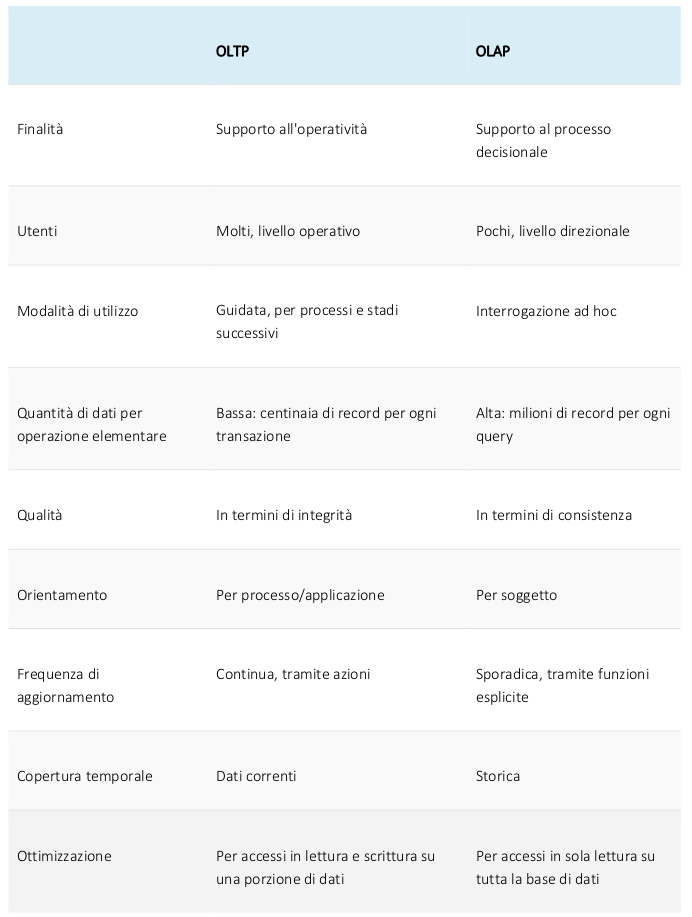 OLTP OLAP
Finalità Supporto all'operatività Supporto al processo
decisionale
Utenti Molti, livello operativo Pochi, livello direzionale
Modalità di utilizzo Guidata, per processi e stadi Interrogazione ad hoc
successivi
Quantità di dati per Bassa: centinaia di record per ogni Alta: milioni di record per ogni
operazione elementare transazione query
Qualità In termini di integrità In termini di consistenza
Orientamento Per processo/applicazione Per soggetto
Frequenza di Continua, tramite azioni Sporadica, tramite funzioni
aggiornamento esplicite
Copertura temporale Dati correnti Storica
Ottimizzazione Per accessi in lettura e scrittura su Per accessi in sola lettura su
una porzione di dati tutta la base di dati